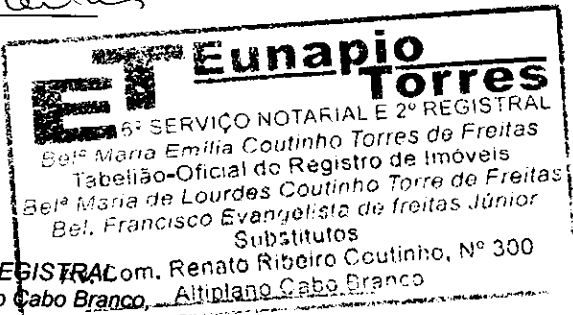 ET Eunapio
Torres
6º SERVIÇO NOTARIAL E 2º REGISTRAL
Belª Maria Emília Coutinho Torres de Freitas
Tabelião-Oficial do Registro de Imóveis
Belª Maria de Lourdes Coutinho Torre de Freitas
Bel. Francisco Evangelista de freitas Júnior
Substitutos
REGISTRAL Com. Renato Ribeiro Coutinho, Nº 300
Cabo Branco, Altiplano Cabo Branco